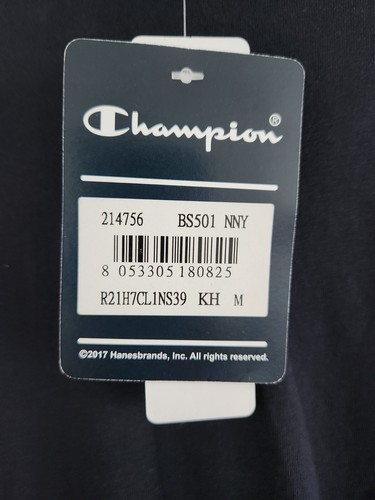 Champion®
214756 BS501 NNY
8 053305 180825
R21H7CL1NS39 KH M
©2017 Hanesbrands, Inc. All rights reserved.